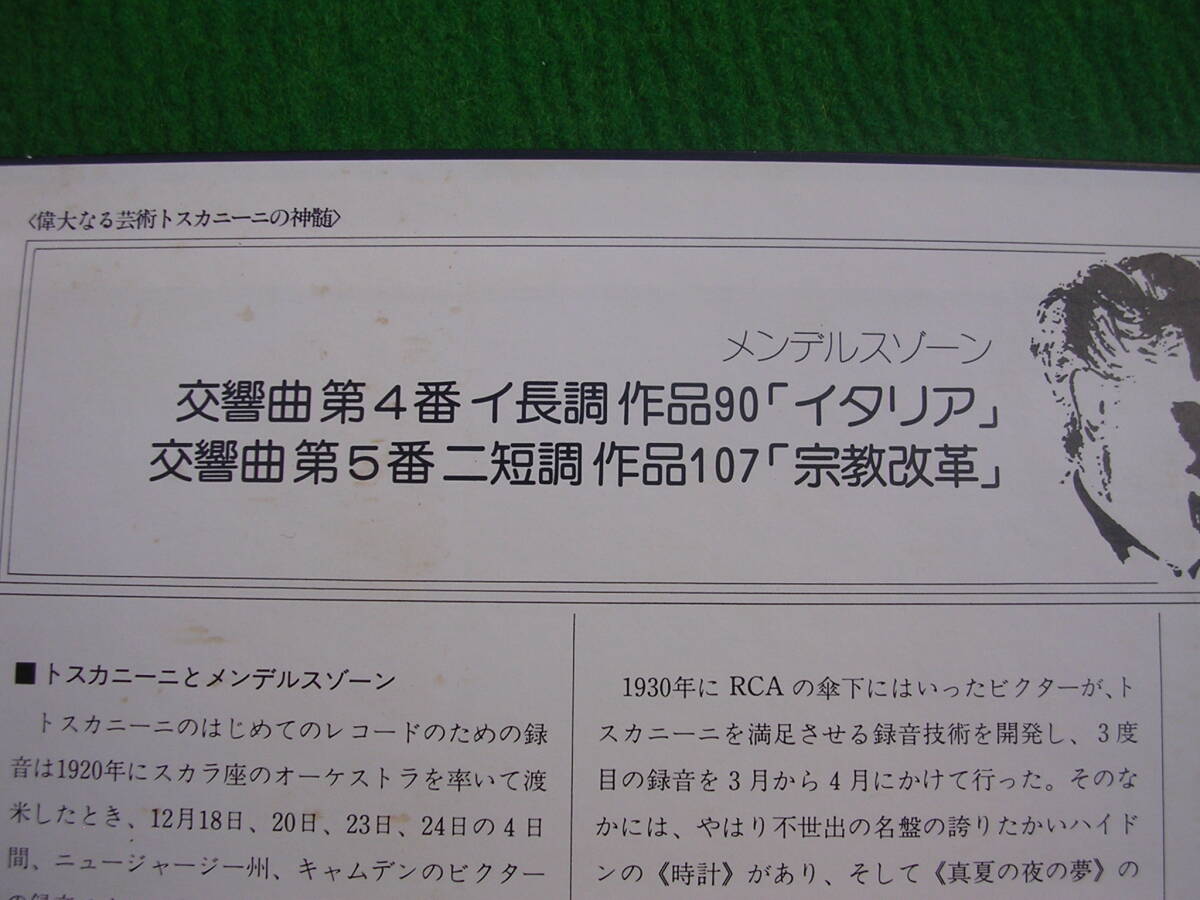 〈偉大なる芸術トスカニーニの神髄〉
メンデルスゾーン
交響曲第4番イ長調 作品90「イタリア」
交響曲第5番ニ短調 作品107「宗教改革」
■トスカニーニとメンデルスゾーン
トスカニーニのはじめてのレコードのための録
音は1920年にスカラ座のオーケストラを率いて渡
米したとき、12月18日、20日、23日、24日の4日
間、ニュージャージー州、キャムデンのビクター
1930年に RCA の傘下にはいったビクターが、ト
スカニーニを満足させる録音技術を開発し、3度
目の録音を3月から4月にかけて行った。そのな
かには、やはり不世出の名盤の誇りたかいハイド
ンの《時計》があり、そして《真夏の夜の夢》の